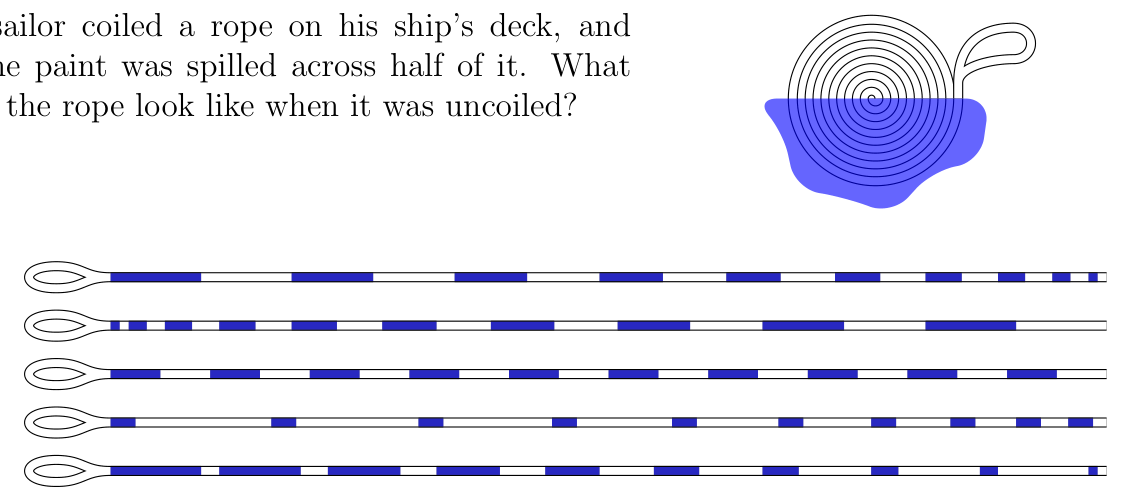 sailor coiled a rope on his ship's deck, and
paint was spilled across half of it. What
the rope look like when it was uncoiled?